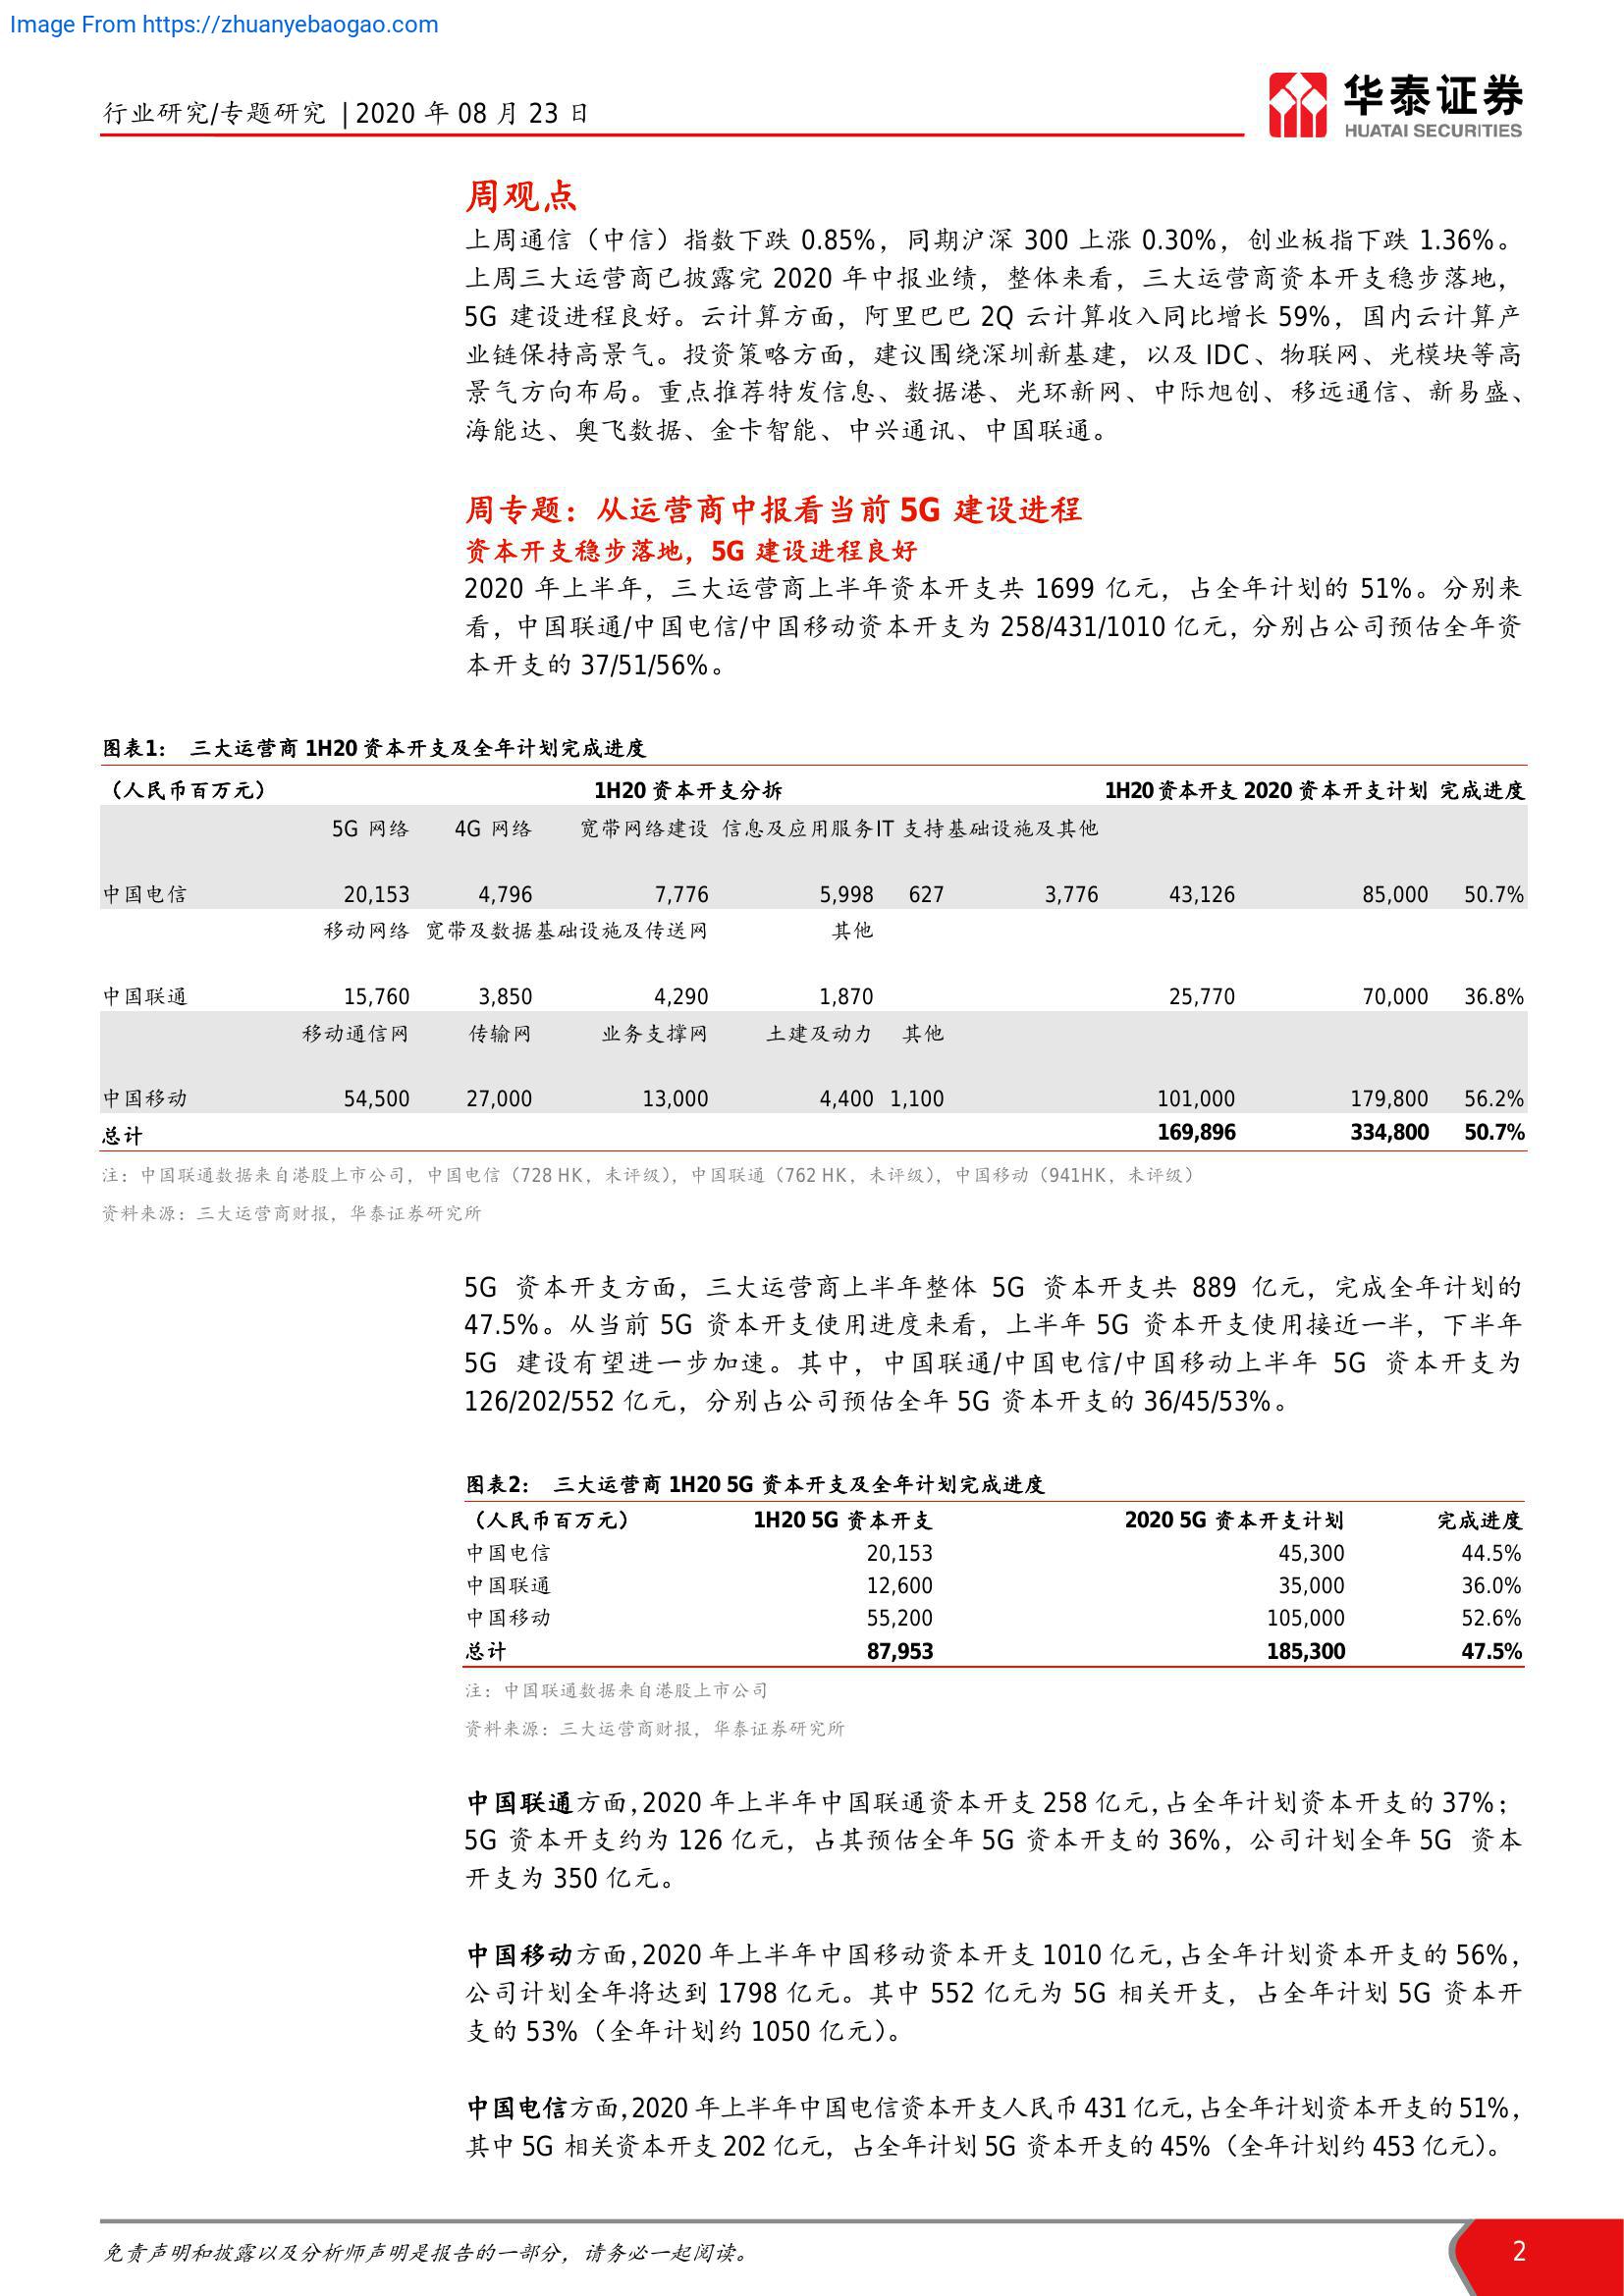 Image From https://zhuanyebaogao.com
行业研究/专题研究 | 2020 年 08 月 23 日
华泰证券
HUATAI SECURITIES
周观点
上周通信（中信）指数下跌 0.85%，同期沪深 300 上涨 0.30%，创业板指下跌 1.36%。
上周三大运营商已披露完 2020 年中报业绩，整体来看，三大运营商资本开支稳步落地，
5G 建设进程良好。云计算方面，阿里巴巴 2Q 云计算收入同比增长 59%，国内云计算产
业链保持高景气。投资策略方面，建议围绕深圳新基建，以及 IDC、物联网、光模块等高
景气方向布局。重点推荐特发信息、数据港、光环新网、中际旭创、移远通信、新易盛、
海能达、奥飞数据、金卡智能、中兴通讯、中国联通。
周专题：从运营商中报看当前 5G 建设进程
资本开支稳步落地，5G 建设进程良好
2020 年上半年，三大运营商上半年资本开支共 1699 亿元，占全年计划的 51%。分别来
看，中国联通/中国电信/中国移动资本开支为 258/431/1010 亿元，分别占公司预估全年资
本开支的 37/51/56%。
图表1： 三大运营商 1H20 资本开支及全年计划完成进度
（人民币百万元） 1H20 资本开支分拆 1H20 资本开支 2020 资本开支计划 完成进度
5G 网络 4G 网络 宽带网络建设 信息及应用服务IT 支持基础设施及其他
中国电信 20,153 4,796 7,776 5,998 627 3,776 43,126 85,000 50.7%
移动网络 宽带及数据基础设施及传送网 其他
中国联通 15,760 3,850 4,290 1,870 25,770 70,000 36.8%
移动通信网 传输网 业务支撑网 土建及动力 其他
中国移动 54,500 27,000 13,000 4,400 1,100 101,000 179,800 56.2%
总计 169,896 334,800 50.7%
注：中国联通数据来自港股上市公司，中国电信（728 HK，未评级），中国联通（762 HK，未评级），中国移动（941HK，未评级）
资料来源：三大运营商财报，华泰证券研究所
5G 资本开支方面，三大运营商上半年整体 5G 资本开支共 889 亿元，完成全年计划的
47.5%。从当前 5G 资本开支使用进度来看，上半年 5G 资本开支使用接近一半，下半年
5G 建设有望进一步加速。其中，中国联通/中国电信/中国移动上半年 5G 资本开支为
126/202/552 亿元，分别占公司预估全年 5G 资本开支的 36/45/53%。
图表2： 三大运营商 1H20 5G 资本开支及全年计划完成进度
（人民币百万元） 1H20 5G 资本开支 2020 5G 资本开支计划 完成进度
中国电信 20,153 45,300 44.5%
中国联通 12,600 35,000 36.0%
中国移动 55,200 105,000 52.6%
总计 87,953 185,300 47.5%
注：中国联通数据来自港股上市公司
资料来源：三大运营商财报，华泰证券研究所
中国联通方面，2020 年上半年中国联通资本开支 258 亿元，占全年计划资本开支的 37%；
5G 资本开支约为 126 亿元，占其预估全年 5G 资本开支的 36%，公司计划全年 5G 资本
开支为 350 亿元。
中国移动方面，2020 年上半年中国移动资本开支 1010 亿元，占全年计划资本开支的 56%，
公司计划全年将达到 1798 亿元。其中 552 亿元为 5G 相关开支，占全年计划 5G 资本开
支的 53%（全年计划约 1050 亿元）。
中国电信方面，2020 年上半年中国电信资本开支人民币 431 亿元，占全年计划资本开支的 51%，
其中 5G 相关资本开支 202 亿元，占全年计划 5G 资本开支的 45%（全年计划约 453 亿元）。
免责声明和披露以及分析师声明是报告的一部分，请务必一起阅读。
2